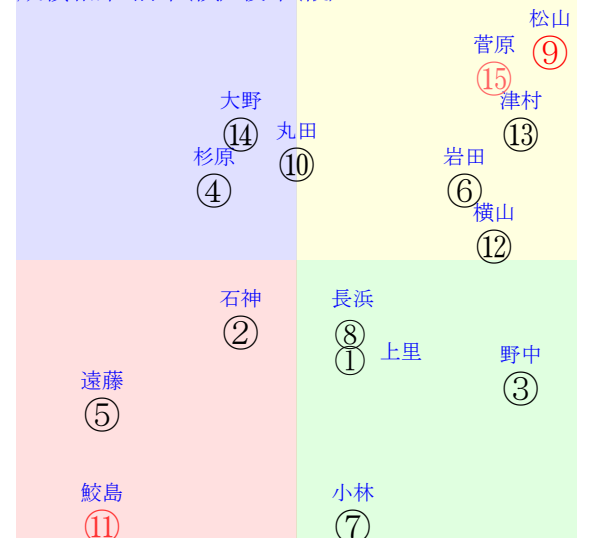 松山
⑨
菅原
⑮
大野
⑭
津村
⑬
丸田
⑩
杉原
④
岩田
⑥
横山
⑫
石神
②
長浜
⑧
①
上里
野中
③
遠藤
⑤
鮫島
⑪
小林
⑦